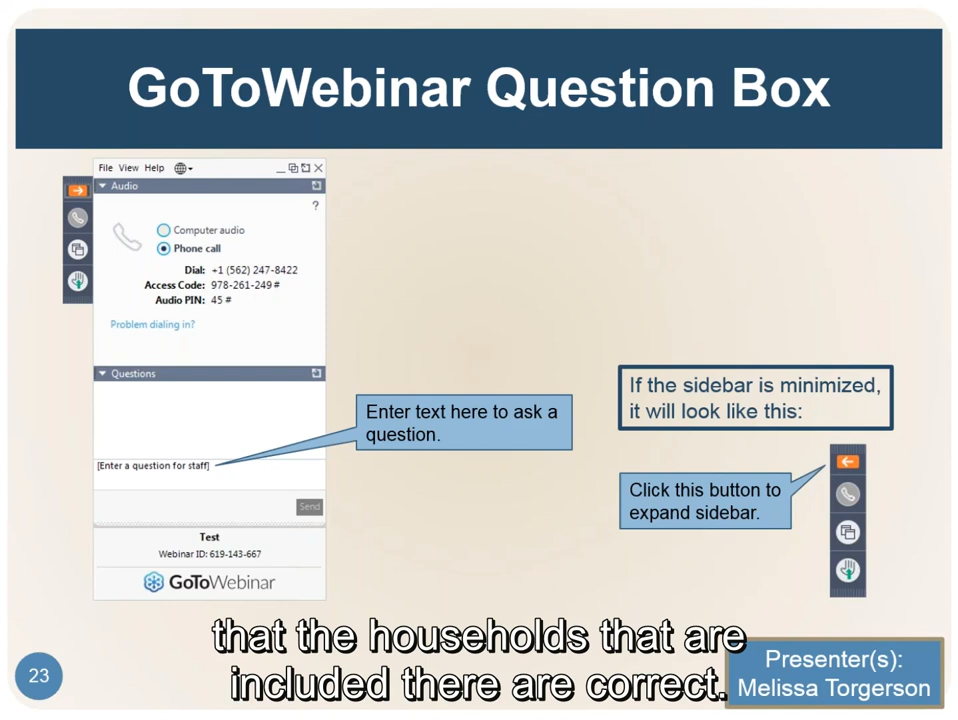 GoToWebinar Question Box
File View Help
Audio
?
Computer audio
Phone call
Dial: +1 (562) 247-8422
Access Code: 978-261-249 #
Audio PIN: 45 #
Problem dialing in?
Questions
If the sidebar is minimized,
it will look like this:
Enter text here to ask a
question.
[Enter a question for staff]
Click this button to
expand sidebar.
Send
Test
Webinar ID: 619-143-667
GoToWebinar
that the households that are
included there are correct.
23
Presenter(s):
Melissa Torgerson